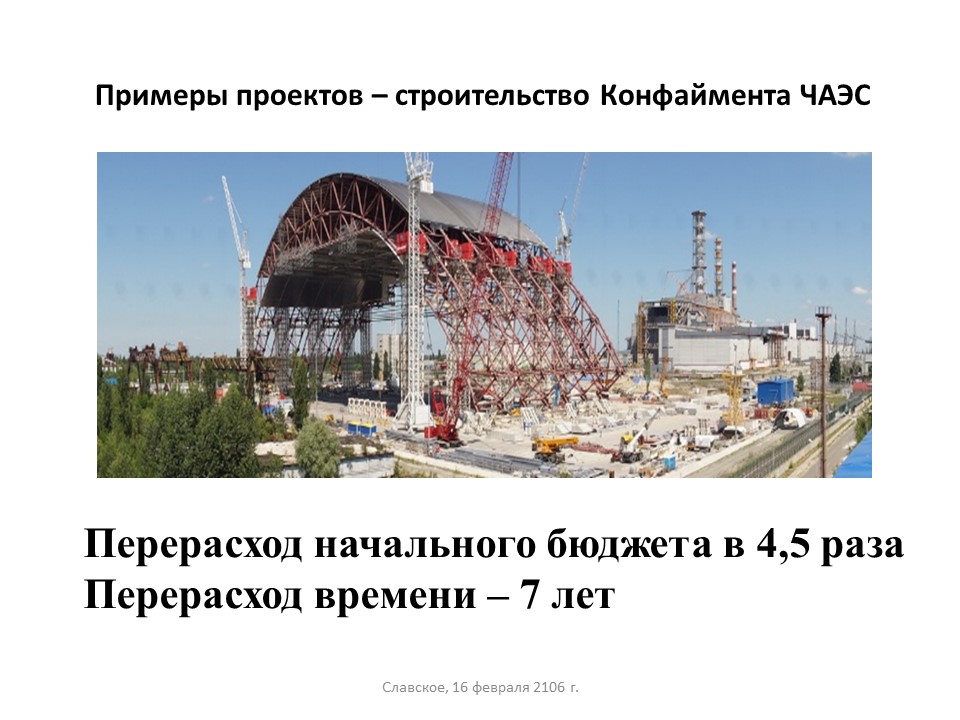 Примеры проектов – строительство Конфаймента ЧАЭС
Перерасход начального бюджета в 4,5 раза
Перерасход времени – 7 лет
Славское, 16 февраля 2106 г.